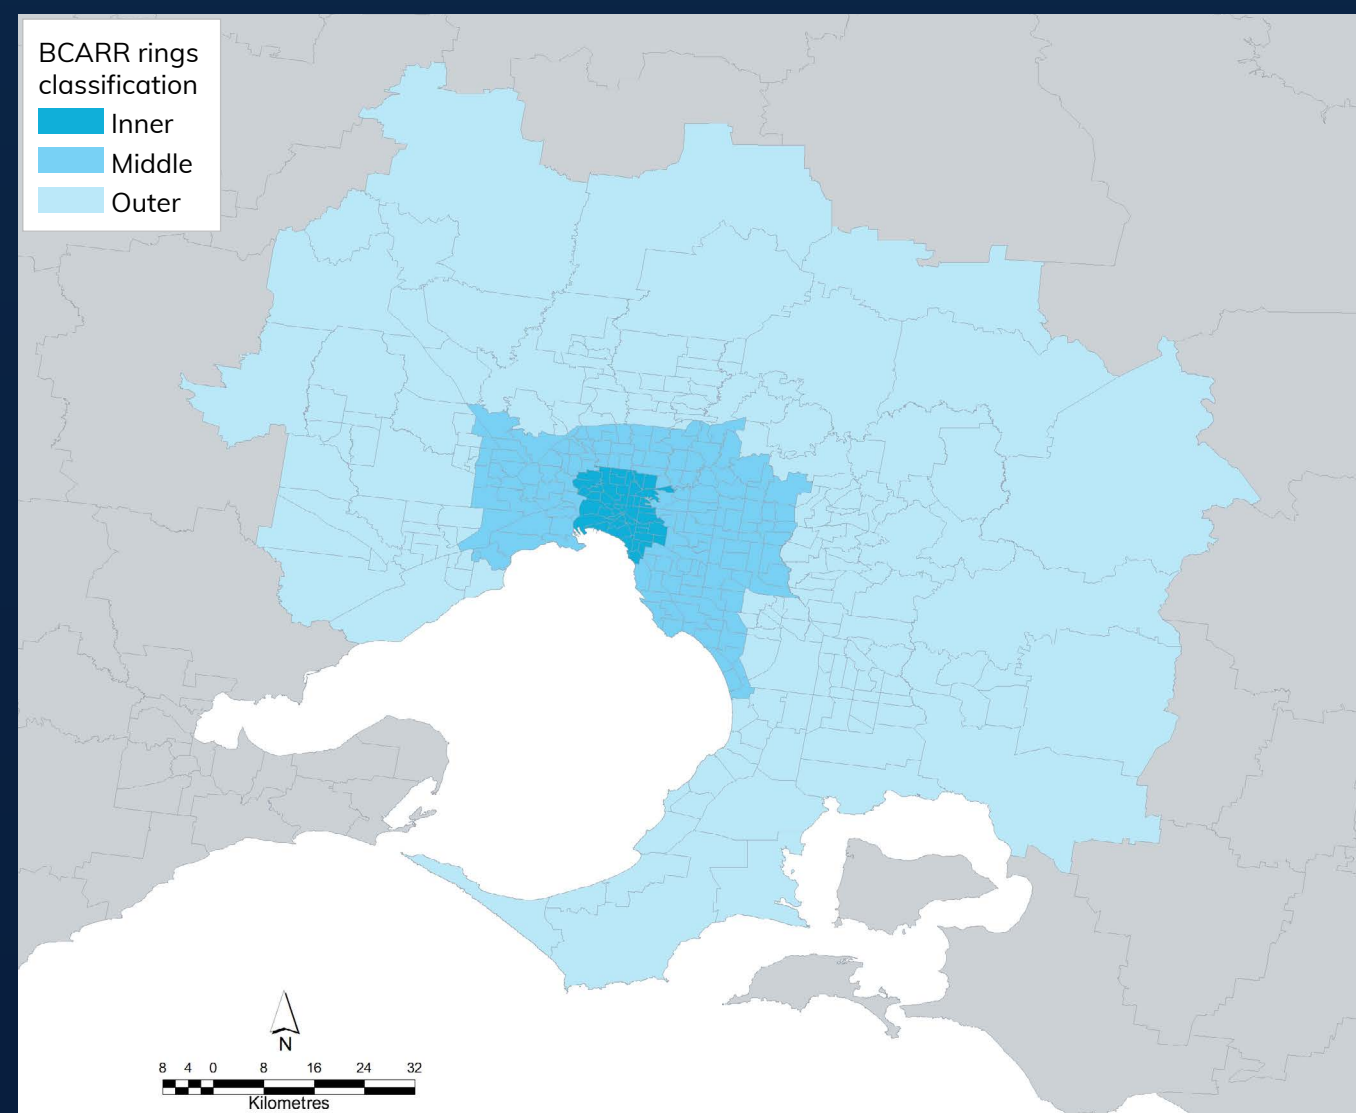 BCARR rings
classification
Inner
Middle
Outer
N
8 4 0 8 16 24 32
Kilometres